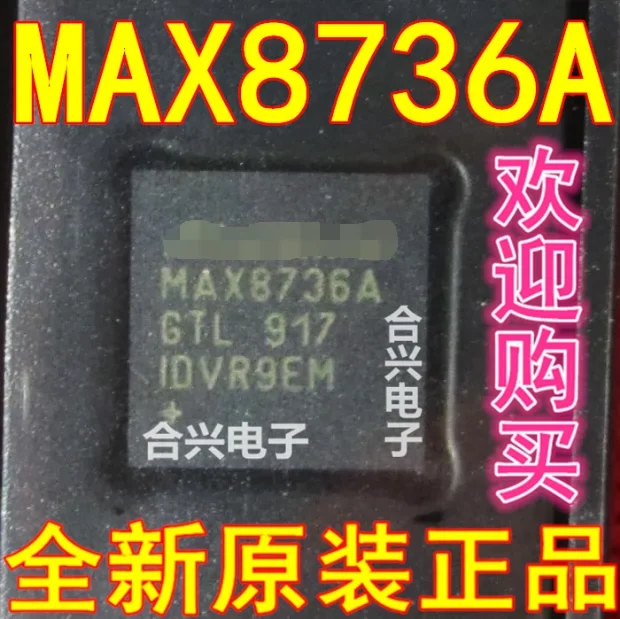 MAX8736A
欢迎购买
MAX8736A
GTL 917
IDVR9EM
+
合兴电子
合兴电子
全新原装正品